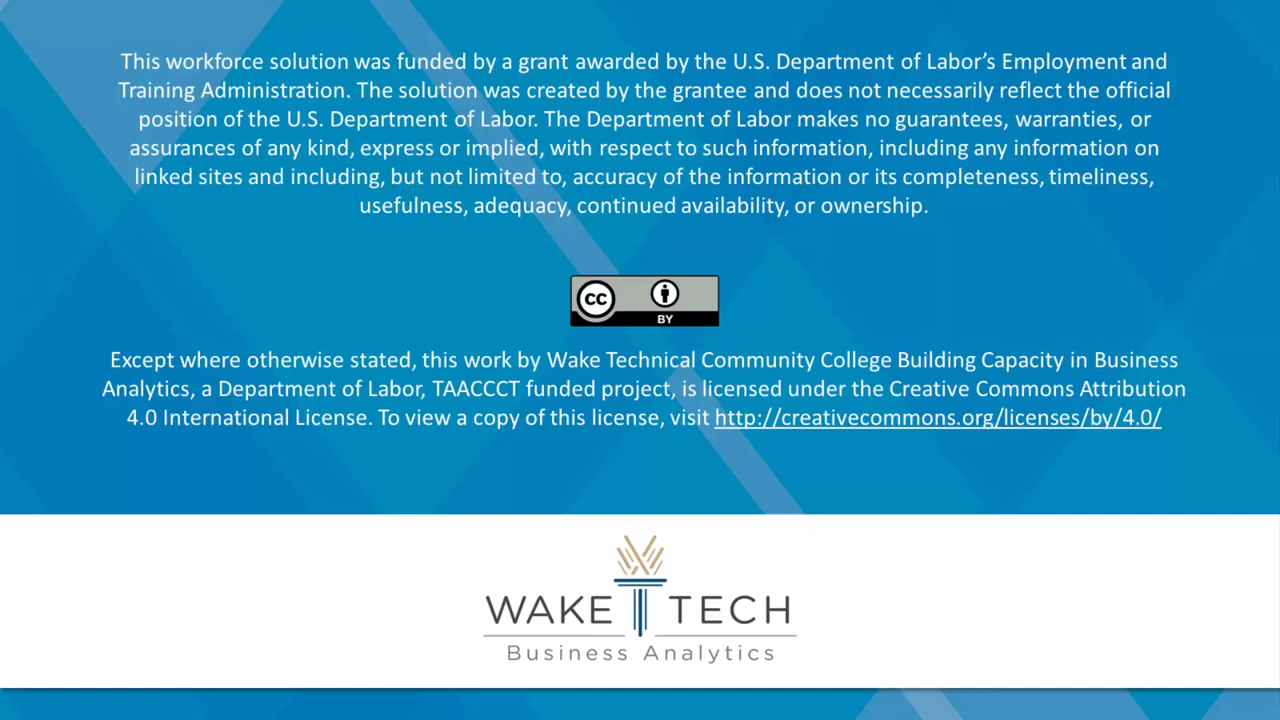 This workforce solution was funded by a grant awarded by the U.S. Department of Labor’s Employment and
Training Administration. The solution was created by the grantee and does not necessarily reflect the official
position of the U.S. Department of Labor. The Department of Labor makes no guarantees, warranties, or
assurances of any kind, express or implied, with respect to such information, including any information on
linked sites and including, but not limited to, accuracy of the information or its completeness, timeliness,
usefulness, adequacy, continued availability, or ownership.
CC
BY
Except where otherwise stated, this work by Wake Technical Community College Building Capacity in Business
Analytics, a Department of Labor, TAACCCT funded project, is licensed under the Creative Commons Attribution
4.0 International License. To view a copy of this license, visit http://creativecommons.org/licenses/by/4.0/
WAKE TECH
Business Analytics